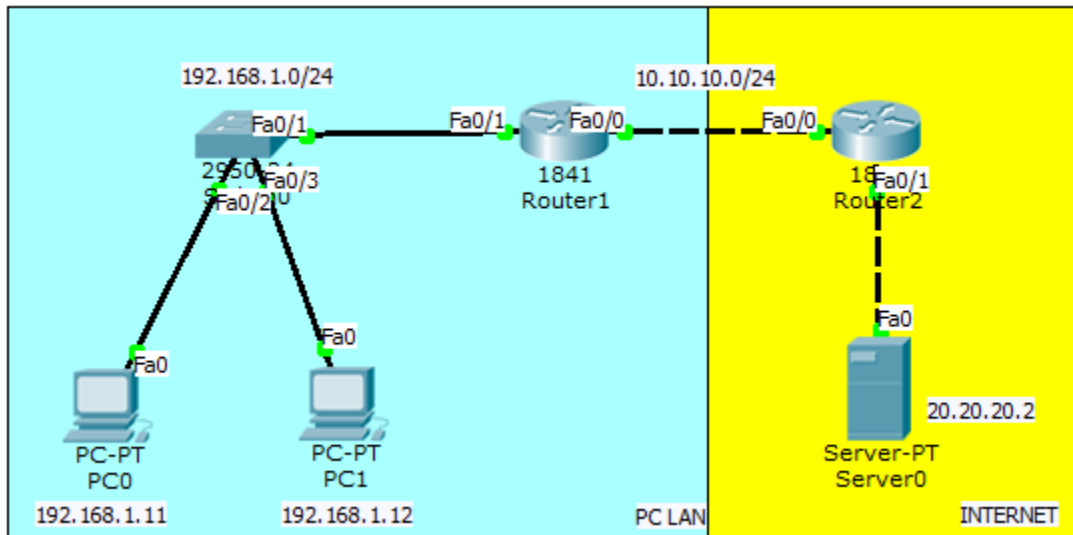 192.168.1.0/24
10.10.10.0/24
Fa0/1
Fa0/1
Fa0/0
Fa0/0
Fa0/3
Fa0/2
1841
Router1
Fa0/1
Router2
Fa0
Fa0
Fa0
20.20.20.2
PC-PT
PC0
PC-PT
PC1
Server-PT
Server0
192.168.1.11
192.168.1.12
PC LAN
INTERNET